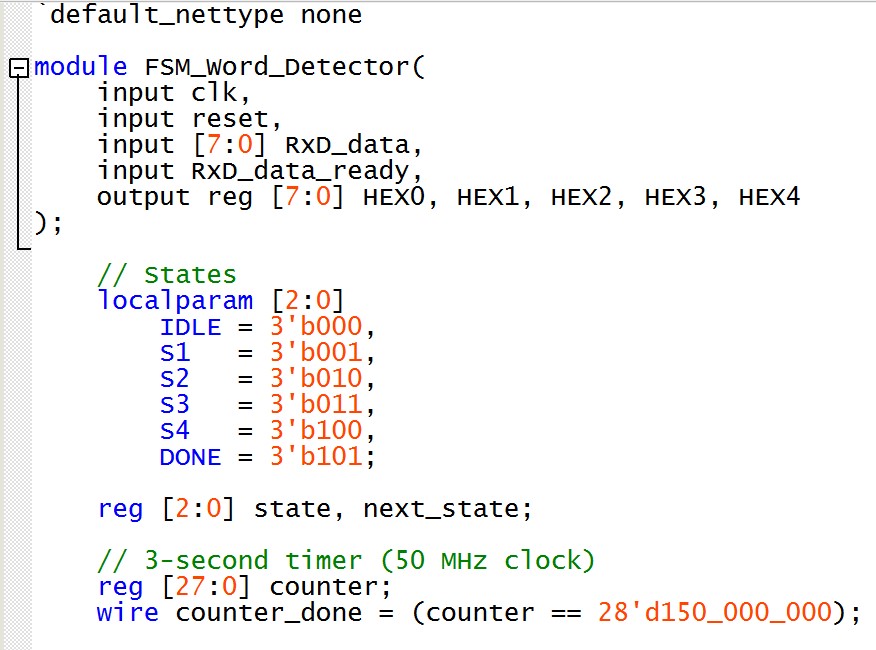 `default_nettype none
module FSM_Word_Detector(
    input clk,
    input reset,
    input [7:0] RxD_data,
    input RxD_data_ready,
    output reg [7:0] HEX0, HEX1, HEX2, HEX3, HEX4
);
    // States
    localparam [2:0]
        IDLE = 3'b000,
        S1   = 3'b001,
        S2   = 3'b010,
        S3   = 3'b011,
        S4   = 3'b100,
        DONE = 3'b101;
    reg [2:0] state, next_state;
    // 3-second timer (50 MHz clock)
    reg [27:0] counter;
    wire counter_done = (counter == 28'd150_000_000);